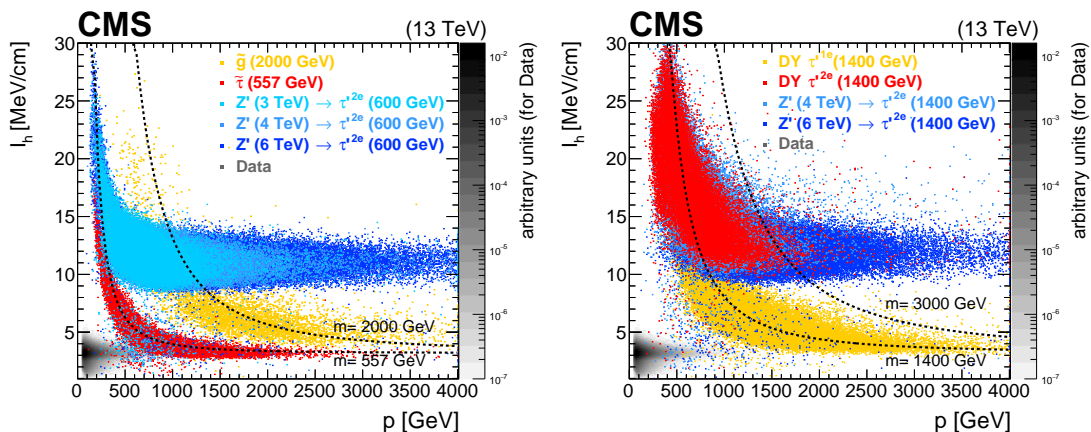 CMS (13 TeV)
I_h [MeV/cm]
30
25
20
15
10
5
g̃ (2000 GeV)
τ̃ (557 GeV)
Z' (3 TeV) → τ'²ᵉ (600 GeV)
Z' (4 TeV) → τ'²ᵉ (600 GeV)
Z' (6 TeV) → τ'²ᵉ (600 GeV)
Data
m= 2000 GeV
m= 557 GeV
0 500 1000 1500 2000 2500 3000 3500 4000
p [GeV]
10⁻²
10⁻³
10⁻⁴
10⁻⁵
10⁻⁶
10⁻⁷
arbitrary units (for Data)
CMS (13 TeV)
I_h [MeV/cm]
30
25
20
15
10
5
DY τ'¹ᵉ (1400 GeV)
DY τ'²ᵉ (1400 GeV)
Z' (4 TeV) → τ'²ᵉ (1400 GeV)
Z' (6 TeV) → τ'²ᵉ (1400 GeV)
Data
m= 3000 GeV
m= 1400 GeV
0 500 1000 1500 2000 2500 3000 3500 4000
p [GeV]
10⁻²
10⁻³
10⁻⁴
10⁻⁵
10⁻⁶
10⁻⁷
arbitrary units (for Data)